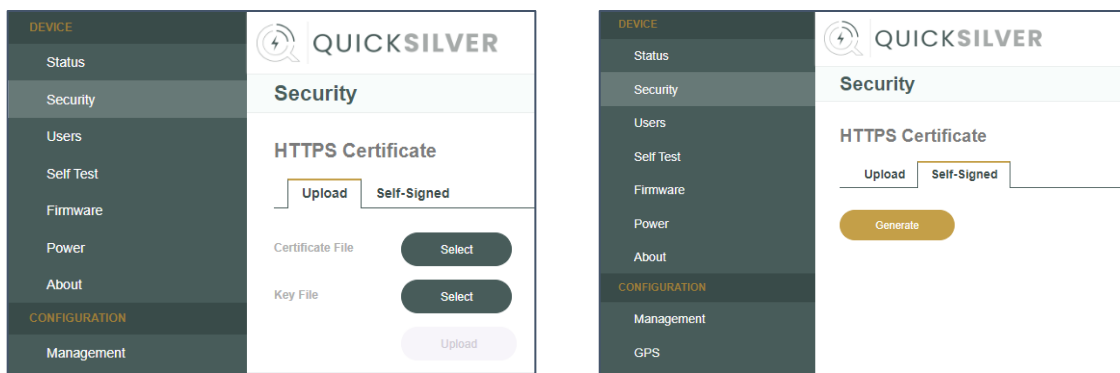 DEVICE
Status
Security
Users
Self Test
Firmware
Power
About
CONFIGURATION
Management
QUICKSILVER
Security
HTTPS Certificate
Upload Self-Signed
Certificate File Select
Key File Select
Upload
DEVICE
Status
Security
Users
Self Test
Firmware
Power
About
CONFIGURATION
Management
GPS
QUICKSILVER
Security
HTTPS Certificate
Upload Self-Signed
Generate